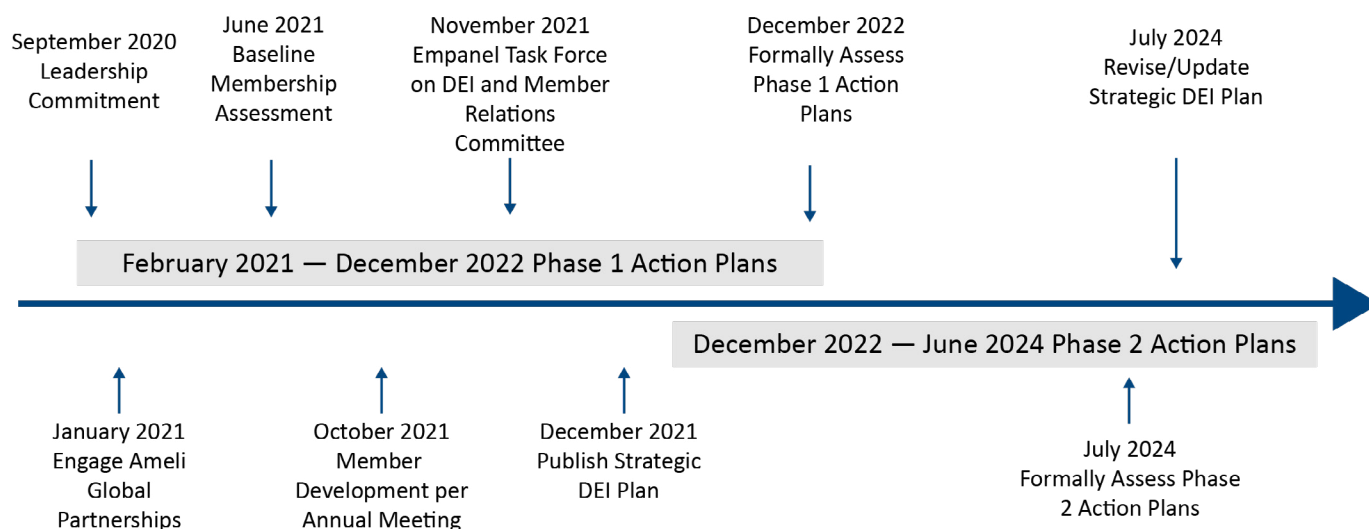 September 2020
Leadership
Commitment
June 2021
Baseline
Membership
Assessment
November 2021
Empanel Task Force
on DEI and Member
Relations
Committee
December 2022
Formally Assess
Phase 1 Action
Plans
July 2024
Revise/Update
Strategic DEI Plan
February 2021 — December 2022 Phase 1 Action Plans
December 2022 — June 2024 Phase 2 Action Plans
January 2021
Engage Ameli
Global
Partnerships
October 2021
Member
Development per
Annual Meeting
December 2021
Publish Strategic
DEI Plan
July 2024
Formally Assess Phase
2 Action Plans